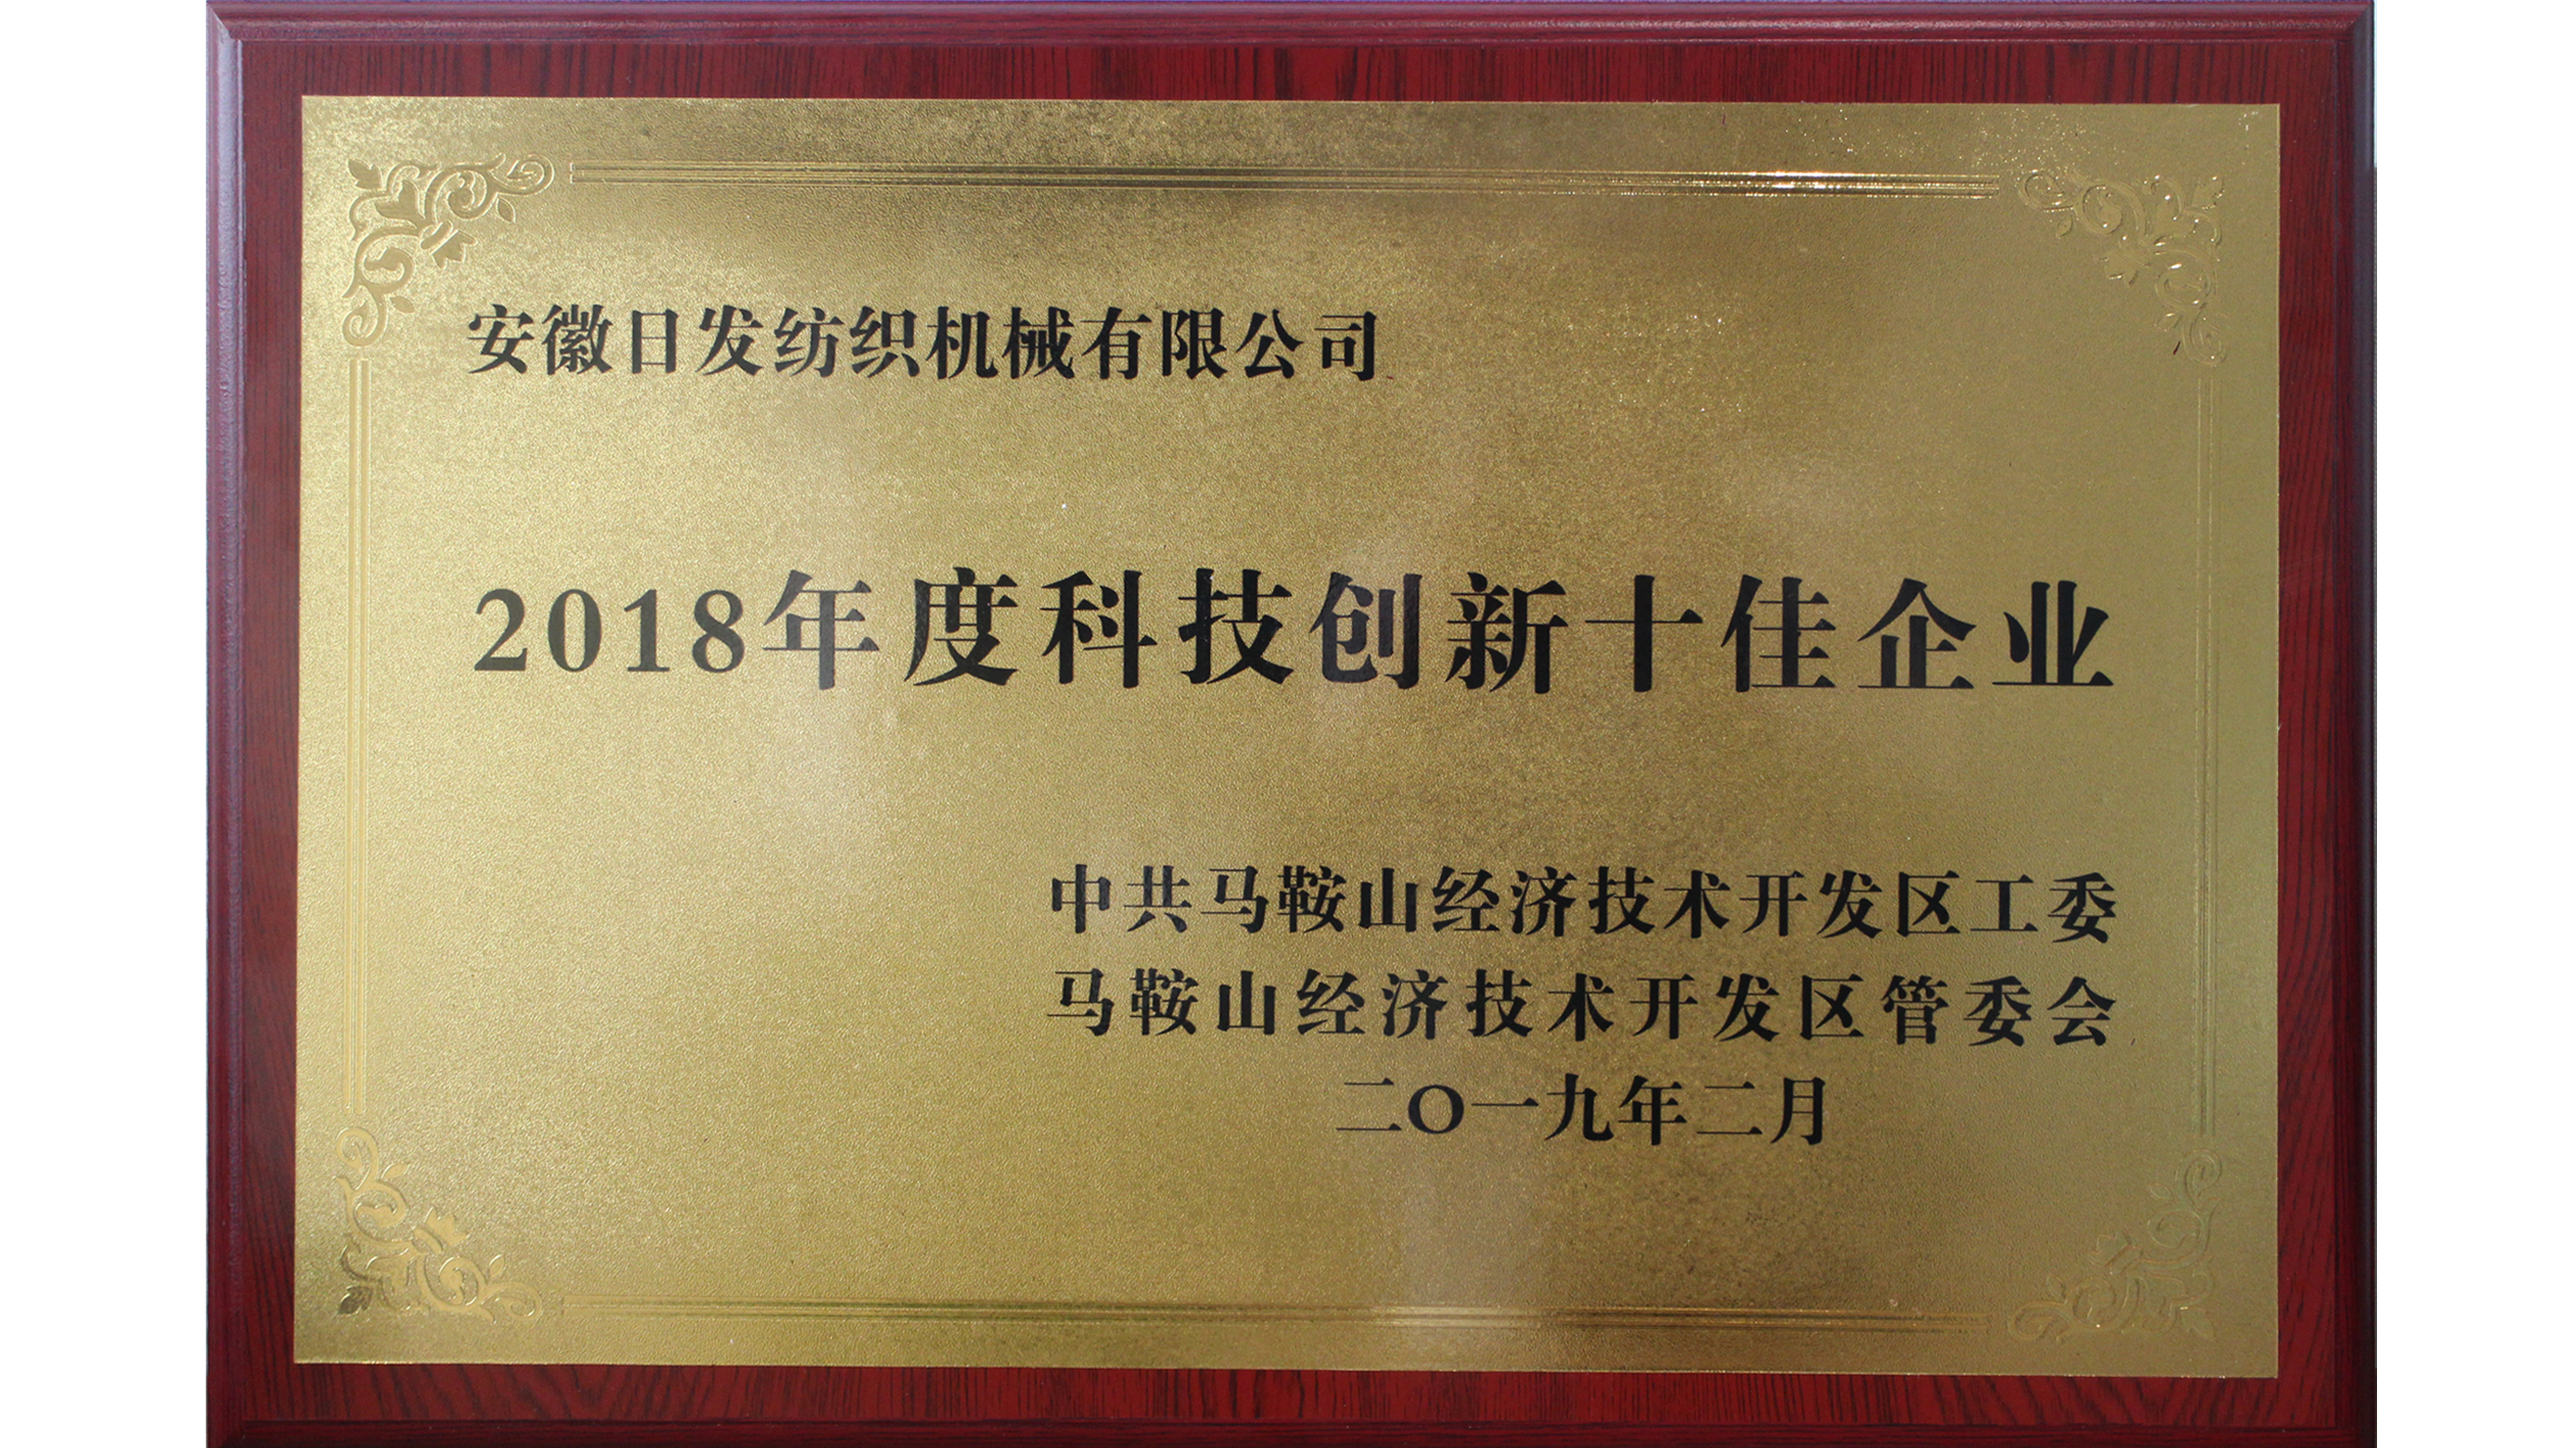 安徽日发纺织机械有限公司
2018年度科技创新十佳企业
中共马鞍山经济技术开发区工委
马鞍山经济技术开发区管委会
二〇一九年二月